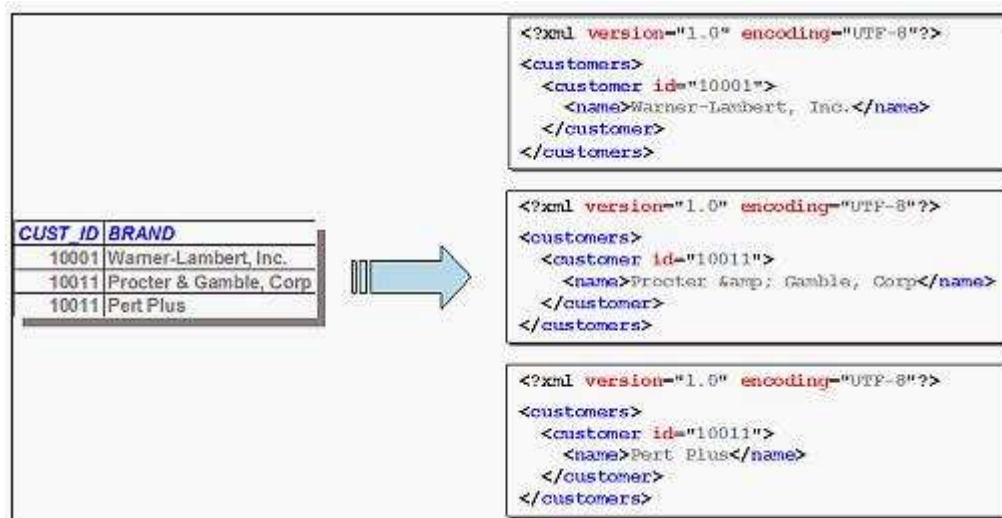 CUST_ID BRAND
10001 Warner-Lambert, Inc.
10011 Procter & Gamble, Corp
10011 Pert Plus
<?xml version="1.0" encoding="UTF-8"?>
<customers>
<customer id="10001">
<name>Warner-Lambert, Inc.</name>
</customer>
</customers>
<?xml version="1.0" encoding="UTF-8"?>
<customers>
<customer id="10011">
<name>Procter &amp; Gamble, Corp</name>
</customer>
</customers>
<?xml version="1.0" encoding="UTF-8"?>
<customers>
<customer id="10011">
<name>Pert Plus</name>
</customer>
</customers>